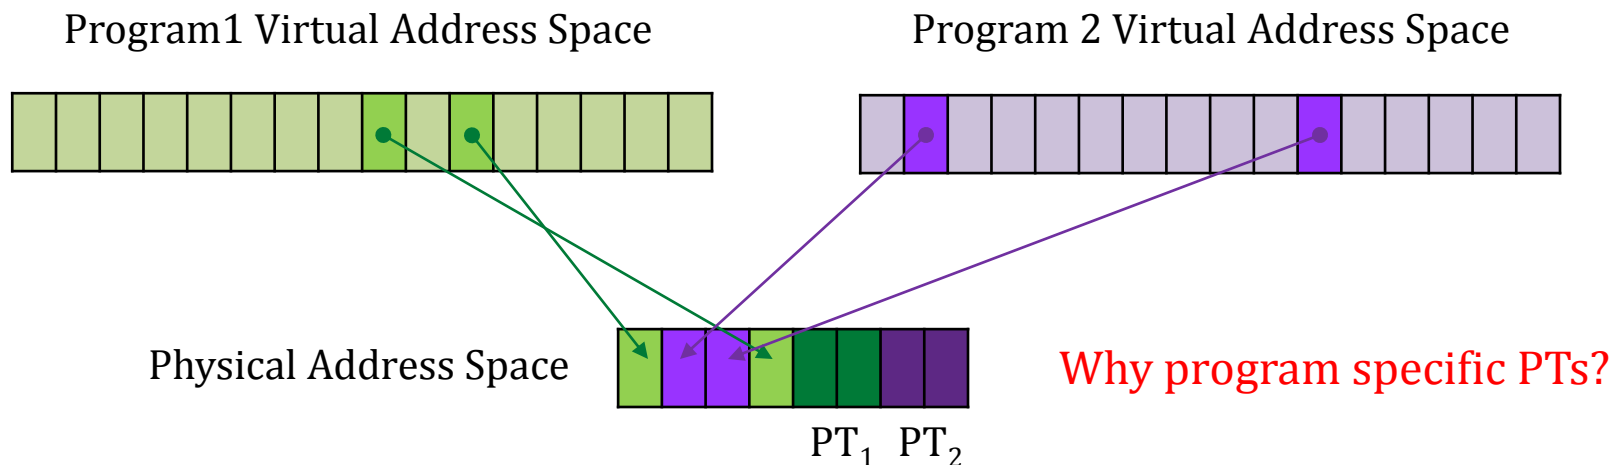 Program1 Virtual Address Space
Program 2 Virtual Address Space
Physical Address Space
Why program specific PTs?
PT₁ PT₂